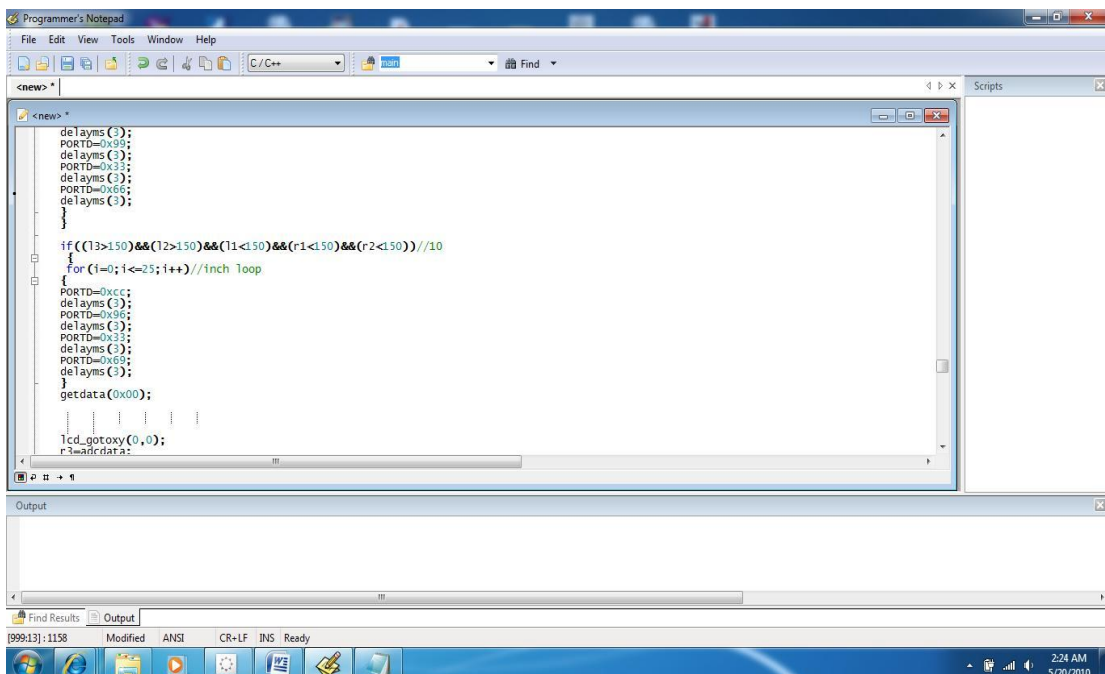 Programmer's Notepad
File Edit View Tools Window Help
C / C++ main Find
<new> * Scripts
<new> *
delayms(3);
PORTD=0x99;
delayms(3);
PORTD=0x33;
delayms(3);
PORTD=0x66;
delayms(3);
}
}
if((l3>150)&&(l2>150)&&(l1<150)&&(r1<150)&&(r2<150))//10
{
for(i=0;i<=25;i++)//inch loop
{
PORTD=0xcc;
delayms(3);
PORTD=0x96;
delayms(3);
PORTD=0x33;
delayms(3);
PORTD=0x69;
delayms(3);
}
getdata(0x00);
lcd_gotoxy(0,0);
r3=adcdata;
Output
Find Results Output
[999:13] : 1158 Modified ANSI CR+LF INS Ready
2:24 AM
5/20/2010